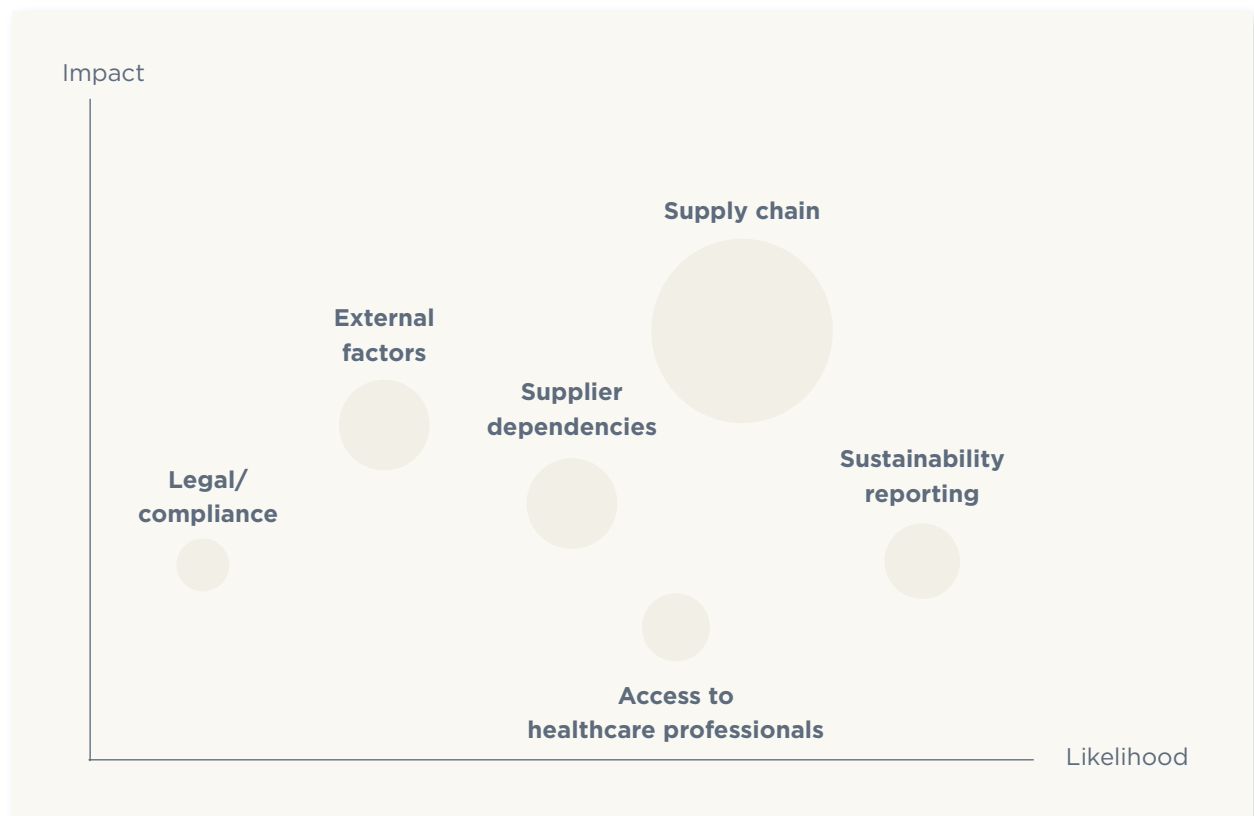 Impact
Supply chain
External
factors
Supplier
dependencies
Sustainability
reporting
Legal/
compliance
Access to
healthcare professionals
Likelihood